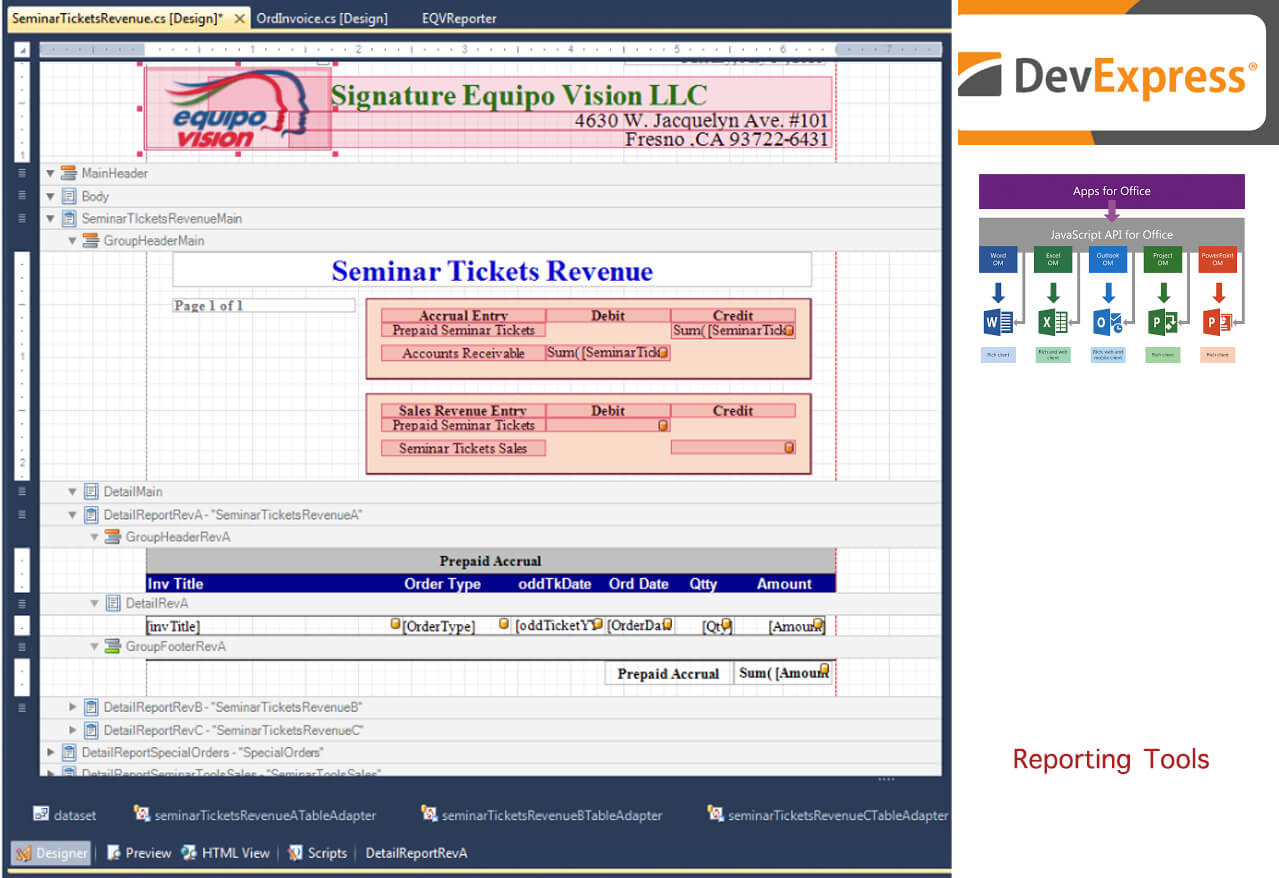 SeminarTicketsRevenue.cs [Design]*
OrdInvoice.cs [Design]
EQVReporter
equipo
vision
Signature Equipo Vision LLC
4630 W. Jacquelyn Ave. #101
Fresno .CA 93722-6431
MainHeader
Body
SeminarTicketsRevenueMain
GroupHeaderMain
Seminar Tickets Revenue
Page 1 of 1
Accrual Entry Debit Credit
Prepaid Seminar Tickets Sum( [SeminarTick
Accounts Receivable Sum( [SeminarTick
Sales Revenue Entry Debit Credit
Prepaid Seminar Tickets
Seminar Tickets Sales
DetailMain
DetailReportRevA - "SeminarTicketsRevenueA"
GroupHeaderRevA
Prepaid Accrual
Inv Title Order Type oddTkDate Ord Date Qtty Amount
DetailRevA
[invTitle] [OrderType] [oddTicketY [OrderDa [Qty] [Amount]
GroupFooterRevA
Prepaid Accrual Sum( [Amount
DetailReportRevB - "SeminarTicketsRevenueB"
DetailReportRevC - "SeminarTicketsRevenueC"
DetailReportSpecialOrders - "SpecialOrders"
DetailReportSeminarToolsSales - "SeminarToolsSales"
dataset
seminarTicketsRevenueATableAdapter
seminarTicketsRevenueBTableAdapter
seminarTicketsRevenueCTableAdapter
Designer
Preview
HTML View
Scripts
DetailReportRevA
DevExpress®
Apps for Office
JavaScript API for Office
Word OM
Excel OM
Outlook OM
Project OM
PowerPoint OM
Rich client
Rich and web client
Rich, web and mobile client
Rich client
Rich client
Reporting Tools